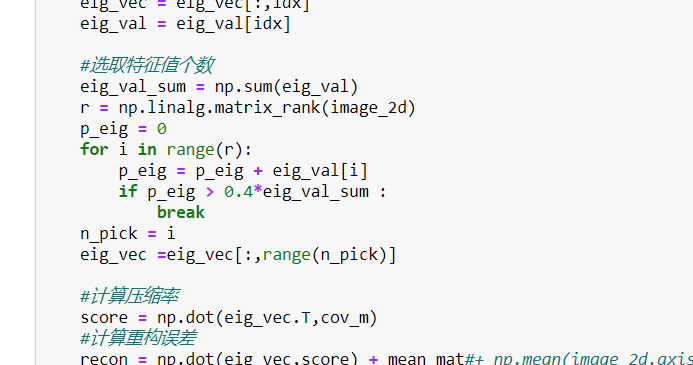 eig_vec = eig_vec[:,idx]
eig_val = eig_val[idx]
#选取特征值个数
eig_val_sum = np.sum(eig_val)
r = np.linalg.matrix_rank(image_2d)
p_eig = 0
for i in range(r):
p_eig = p_eig + eig_val[i]
if p_eig > 0.4*eig_val_sum :
break
n_pick = i
eig_vec =eig_vec[:,range(n_pick)]
#计算压缩率
score = np.dot(eig_vec.T,cov_m)
#计算重构误差
recon = np.dot(eig_vec,score) + mean_mat#+ np.mean(image_2d,axis